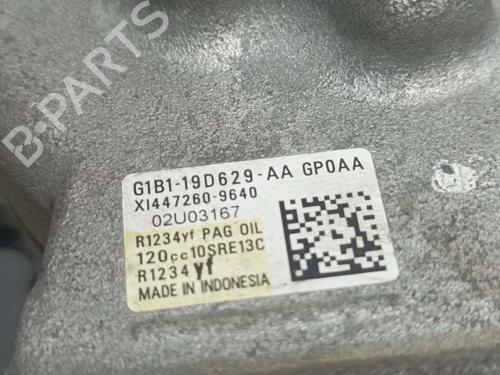 B-PARTS
G1B1-19D629-AA GP0AA
XI447260-9640
02U03167
R1234yf PAG OIL
120cc10SRE13C
R1234yf
MADE IN INDONESIA